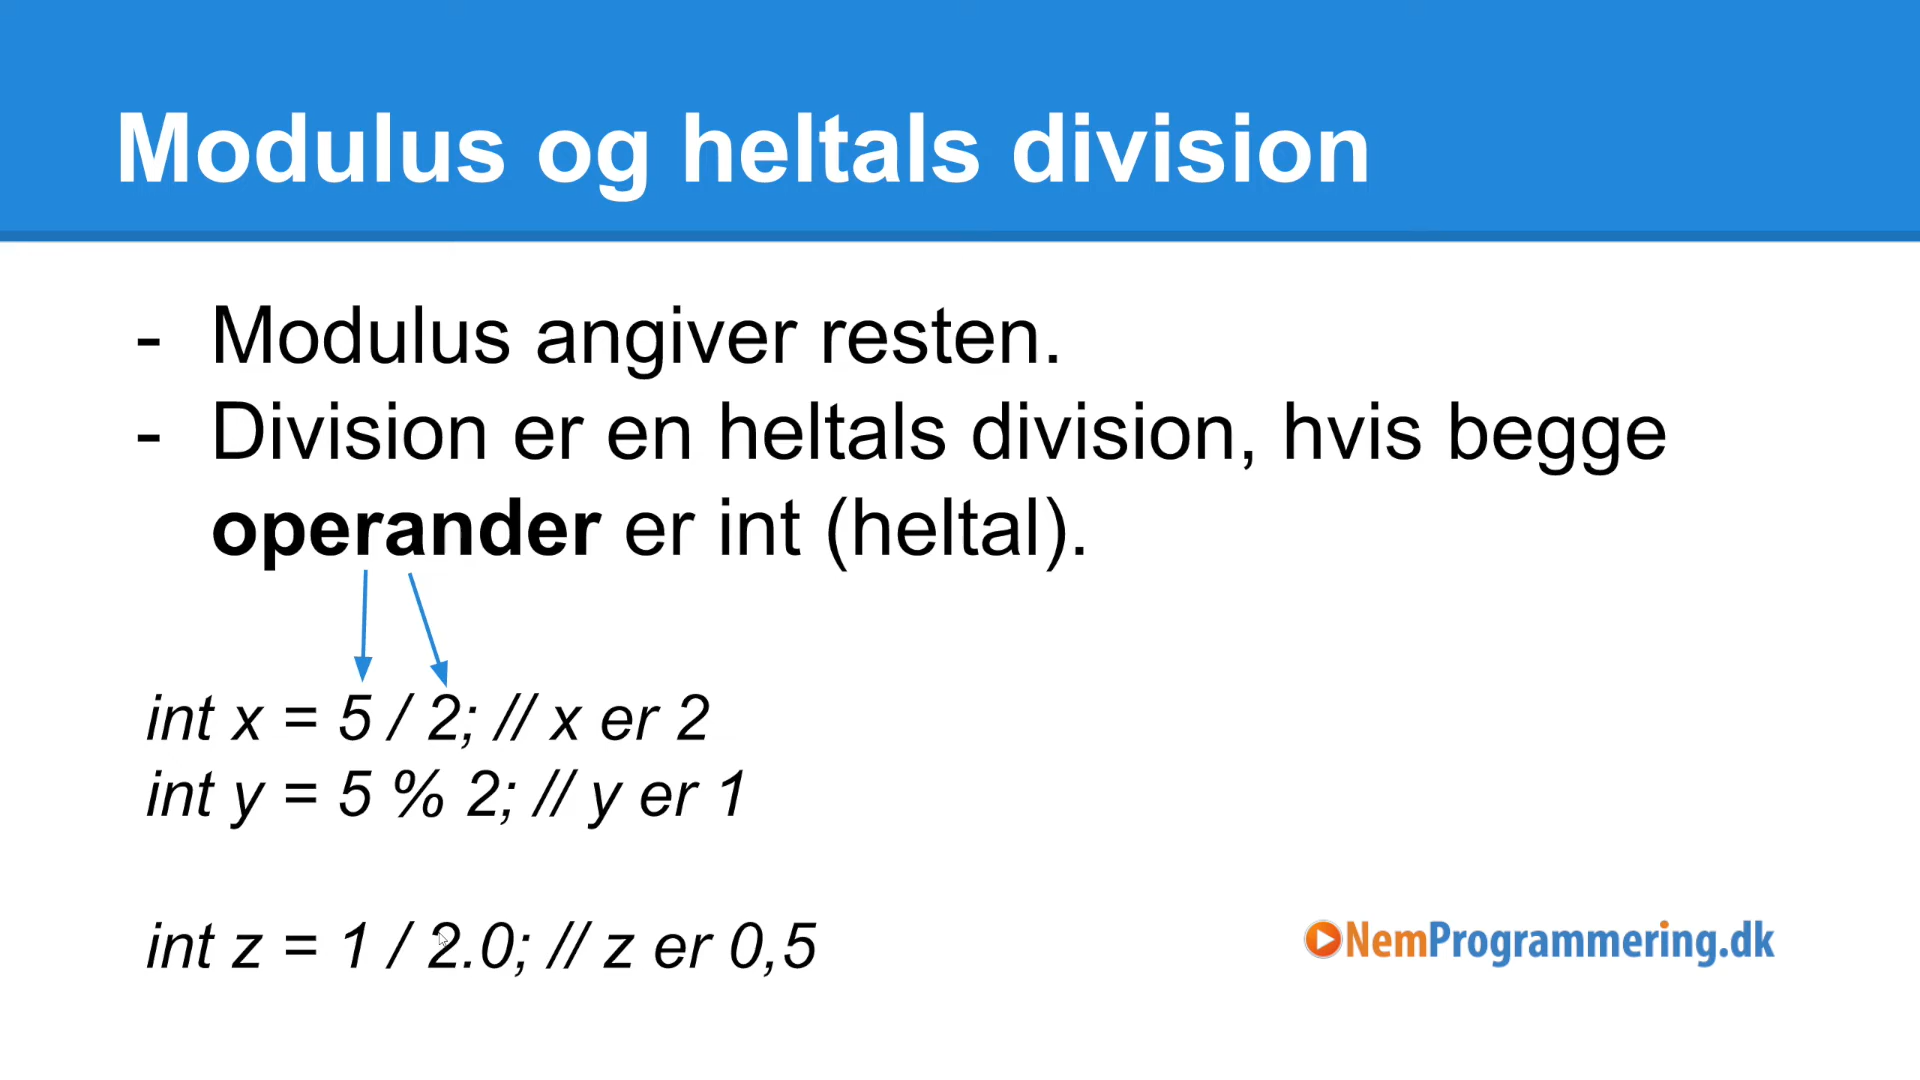 Modulus og heltals division
- Modulus angiver resten.
- Division er en heltals division, hvis begge
operander er int (heltal).
int x = 5 / 2; // x er 2
int y = 5 % 2; // y er 1
int z = 1 / 2.0; // z er 0,5
NemProgrammering.dk